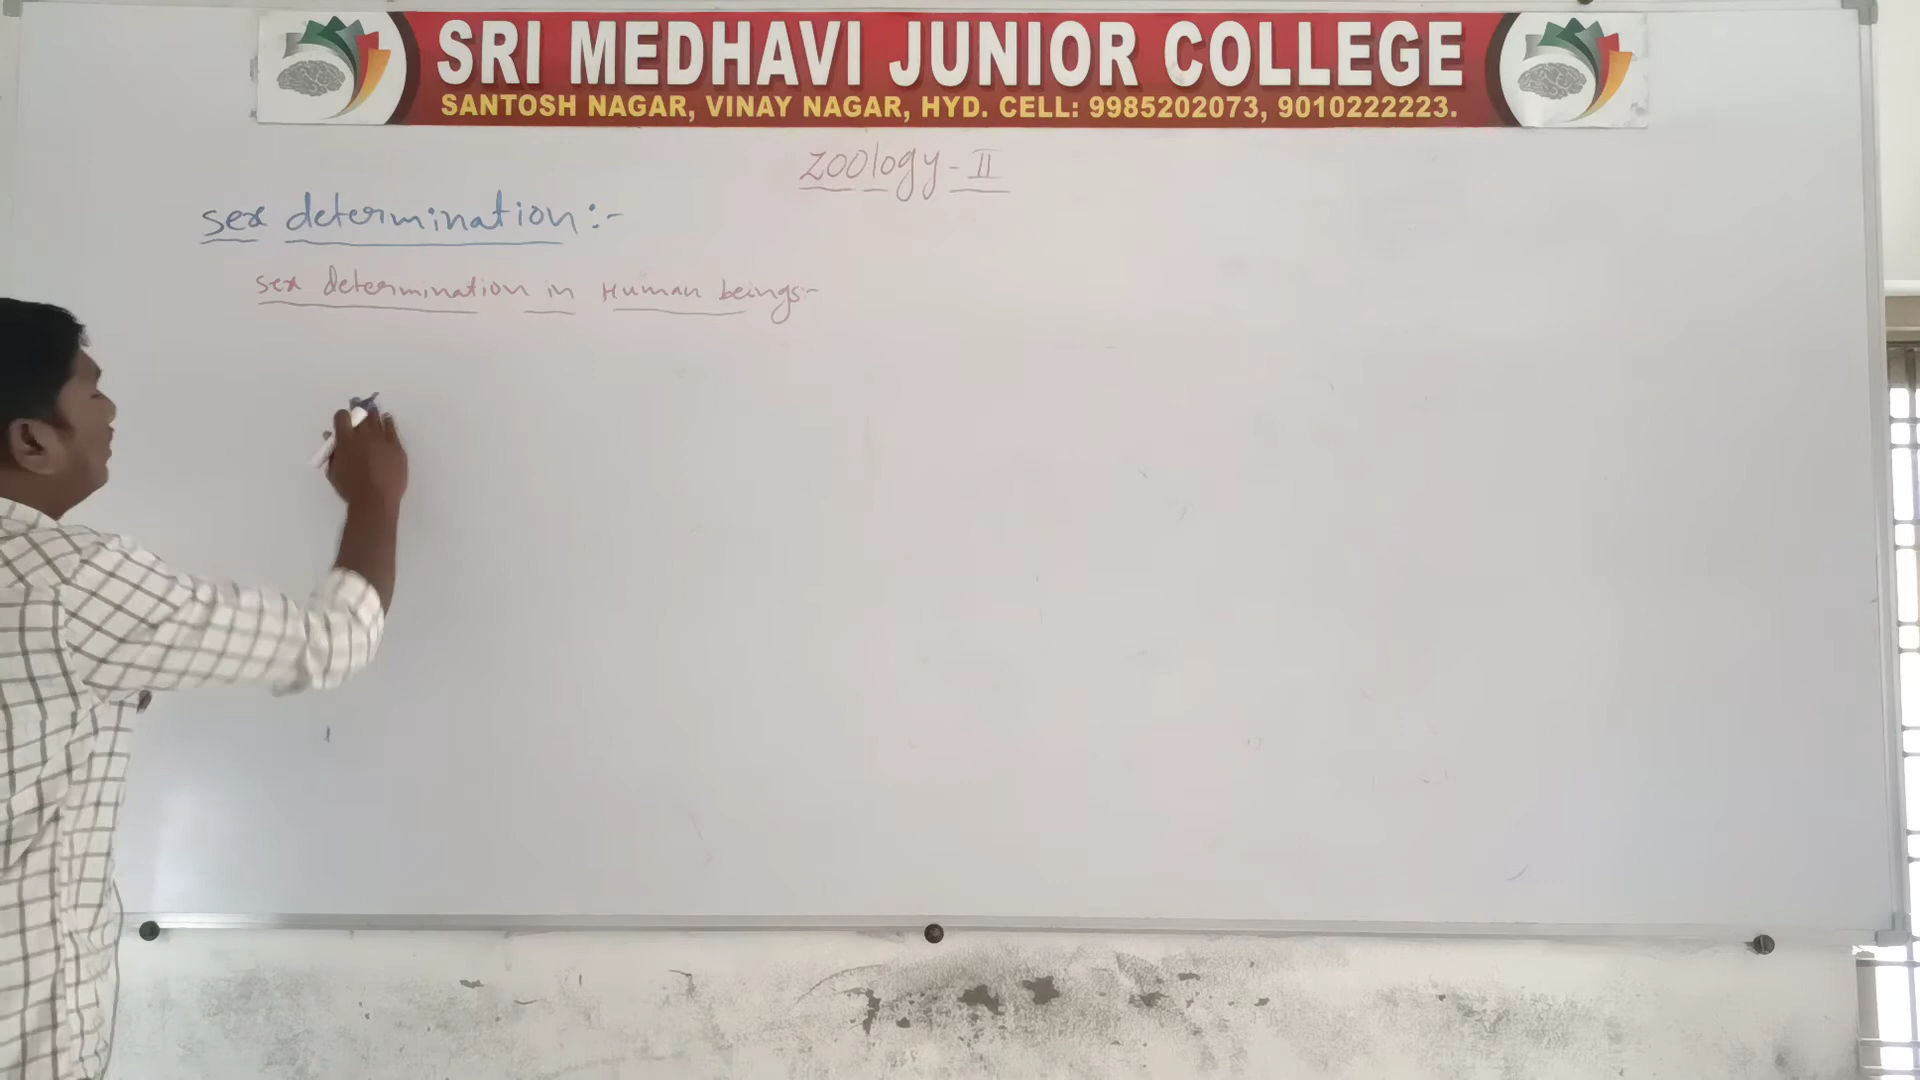 SRI MEDHAVI JUNIOR COLLEGE
SANTOSH NAGAR, VINAY NAGAR, HYD. CELL: 9985202073, 9010222223.
Zoology - II
sex determination:-
sex determination in Human beings:-